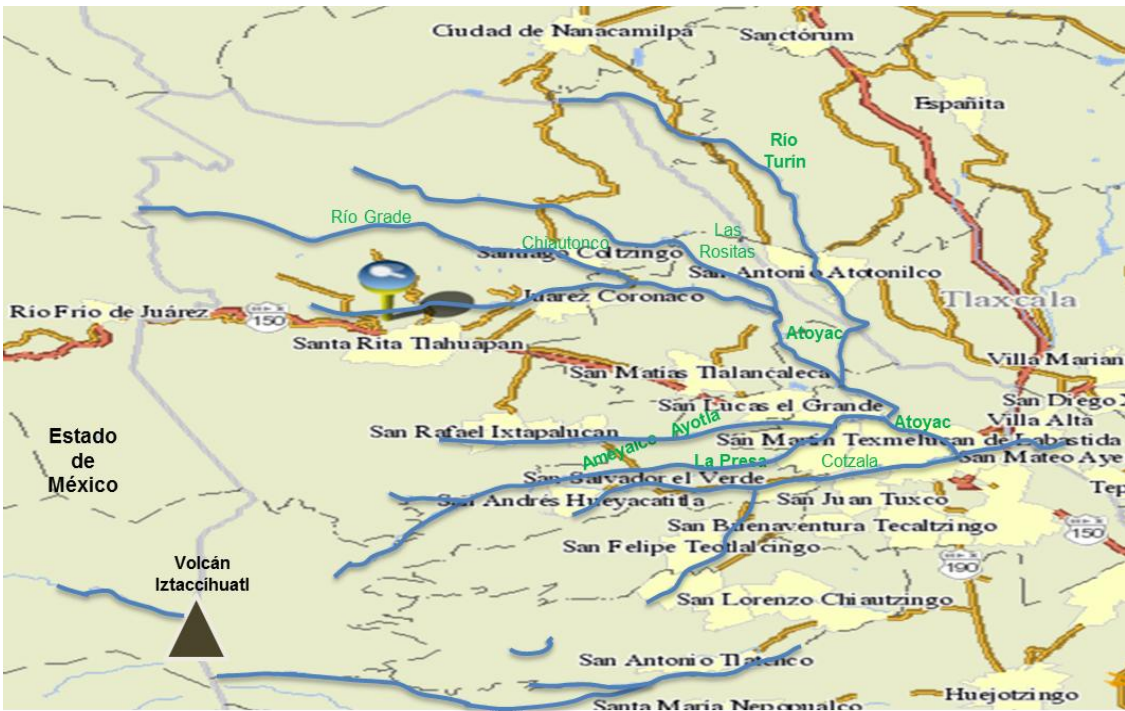 Ciudad de Nanacamilpa
Sanctórum
Españita
Río
Turín
Río Grade
Chiautonco
Las
Rositas
Santiago Coltzingo
San Antonio Atotonilco
Juárez Coronaco
Tlaxcala
Río Frío de Juárez
150
Santa Rita Tlahuapan
Atoyac
San Matías Tlalancaleca
Villa Marian
San Diego X
San Lucas el Grande
Atoyac
Villa Alta
Estado
de
México
San Rafael Ixtapalucan
Ameyalco Ayotla
San Martín Texmelucan de Labastida
La Presa
Cotzala
San Mateo Aye
San Salvador el Verde
Tep
San Andrés Hueyacatitla
San Juan Tuxco
San Buenaventura Tecaltzingo
150
San Felipe Teotlalcingo
190
Volcán
Iztaccíhuatl
San Lorenzo Chiautzingo
San Antonio Tlatenco
Santa María Nepopualco
Huejotzingo